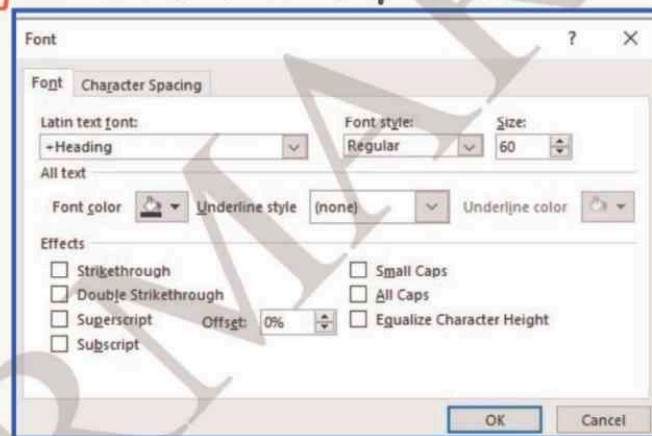 Font ? X
Font Character Spacing
Latin text font: Font style: Size:
+Heading Regular 60
All text
Font color Underline style (none) Underline color
Effects
Strikethrough Small Caps
Double Strikethrough All Caps
Superscript Offset: 0% Equalize Character Height
Subscript
OK Cancel